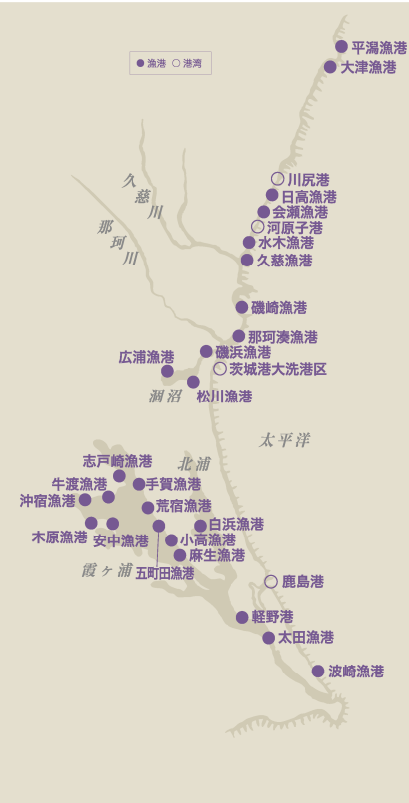 平潟漁港
大津漁港
漁港 港湾
川尻港
日高漁港
会瀬漁港
河原子港
水木漁港
久慈漁港
久慈川
那珂川
磯崎漁港
那珂湊漁港
磯浜漁港
広浦漁港
茨城港大洗港区
松川漁港
涸沼
太平洋
北浦
志戸崎漁港
牛渡漁港
手賀漁港
沖宿漁港
荒宿漁港
白浜漁港
木原漁港
安中漁港
小高漁港
麻生漁港
霞ヶ浦
五町田漁港
鹿島港
軽野港
太田漁港
波崎漁港